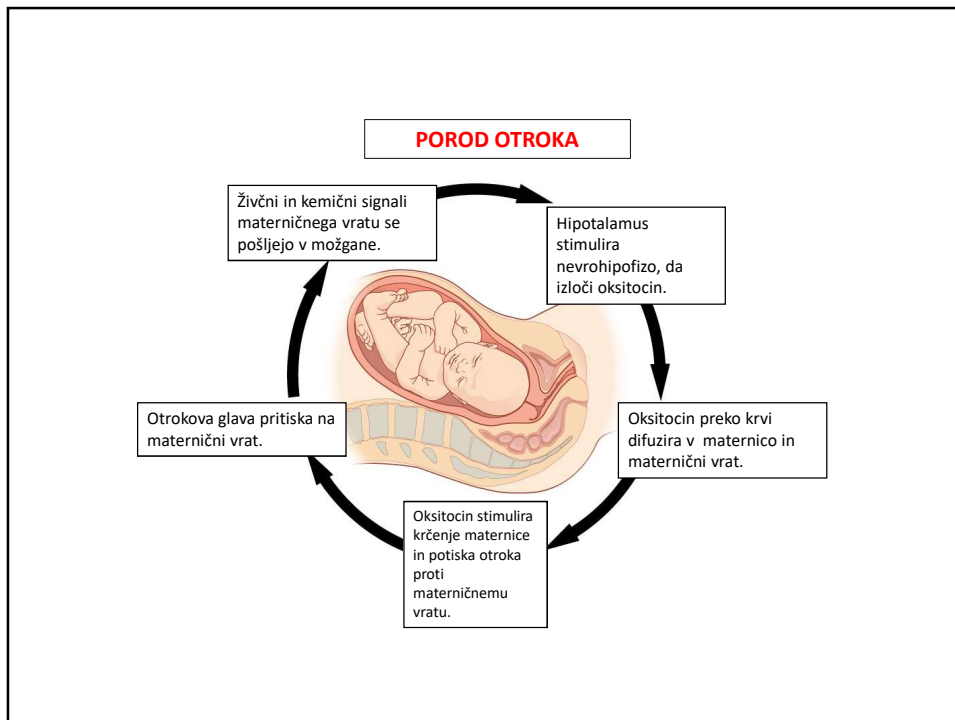 POROD OTROKA
Živčni in kemični signali
materničnega vratu se
pošljejo v možgane.
Hipotalamus
stimulira
nevrohipofizo, da
izloči oksitocin.
Oksitocin preko krvi
difuzira v  maternico in
maternični vrat.
Oksitocin stimulira
krčenje maternice
in potiska otroka
proti
materničnemu
vratu.
Otrokova glava pritiska na
maternični vrat.